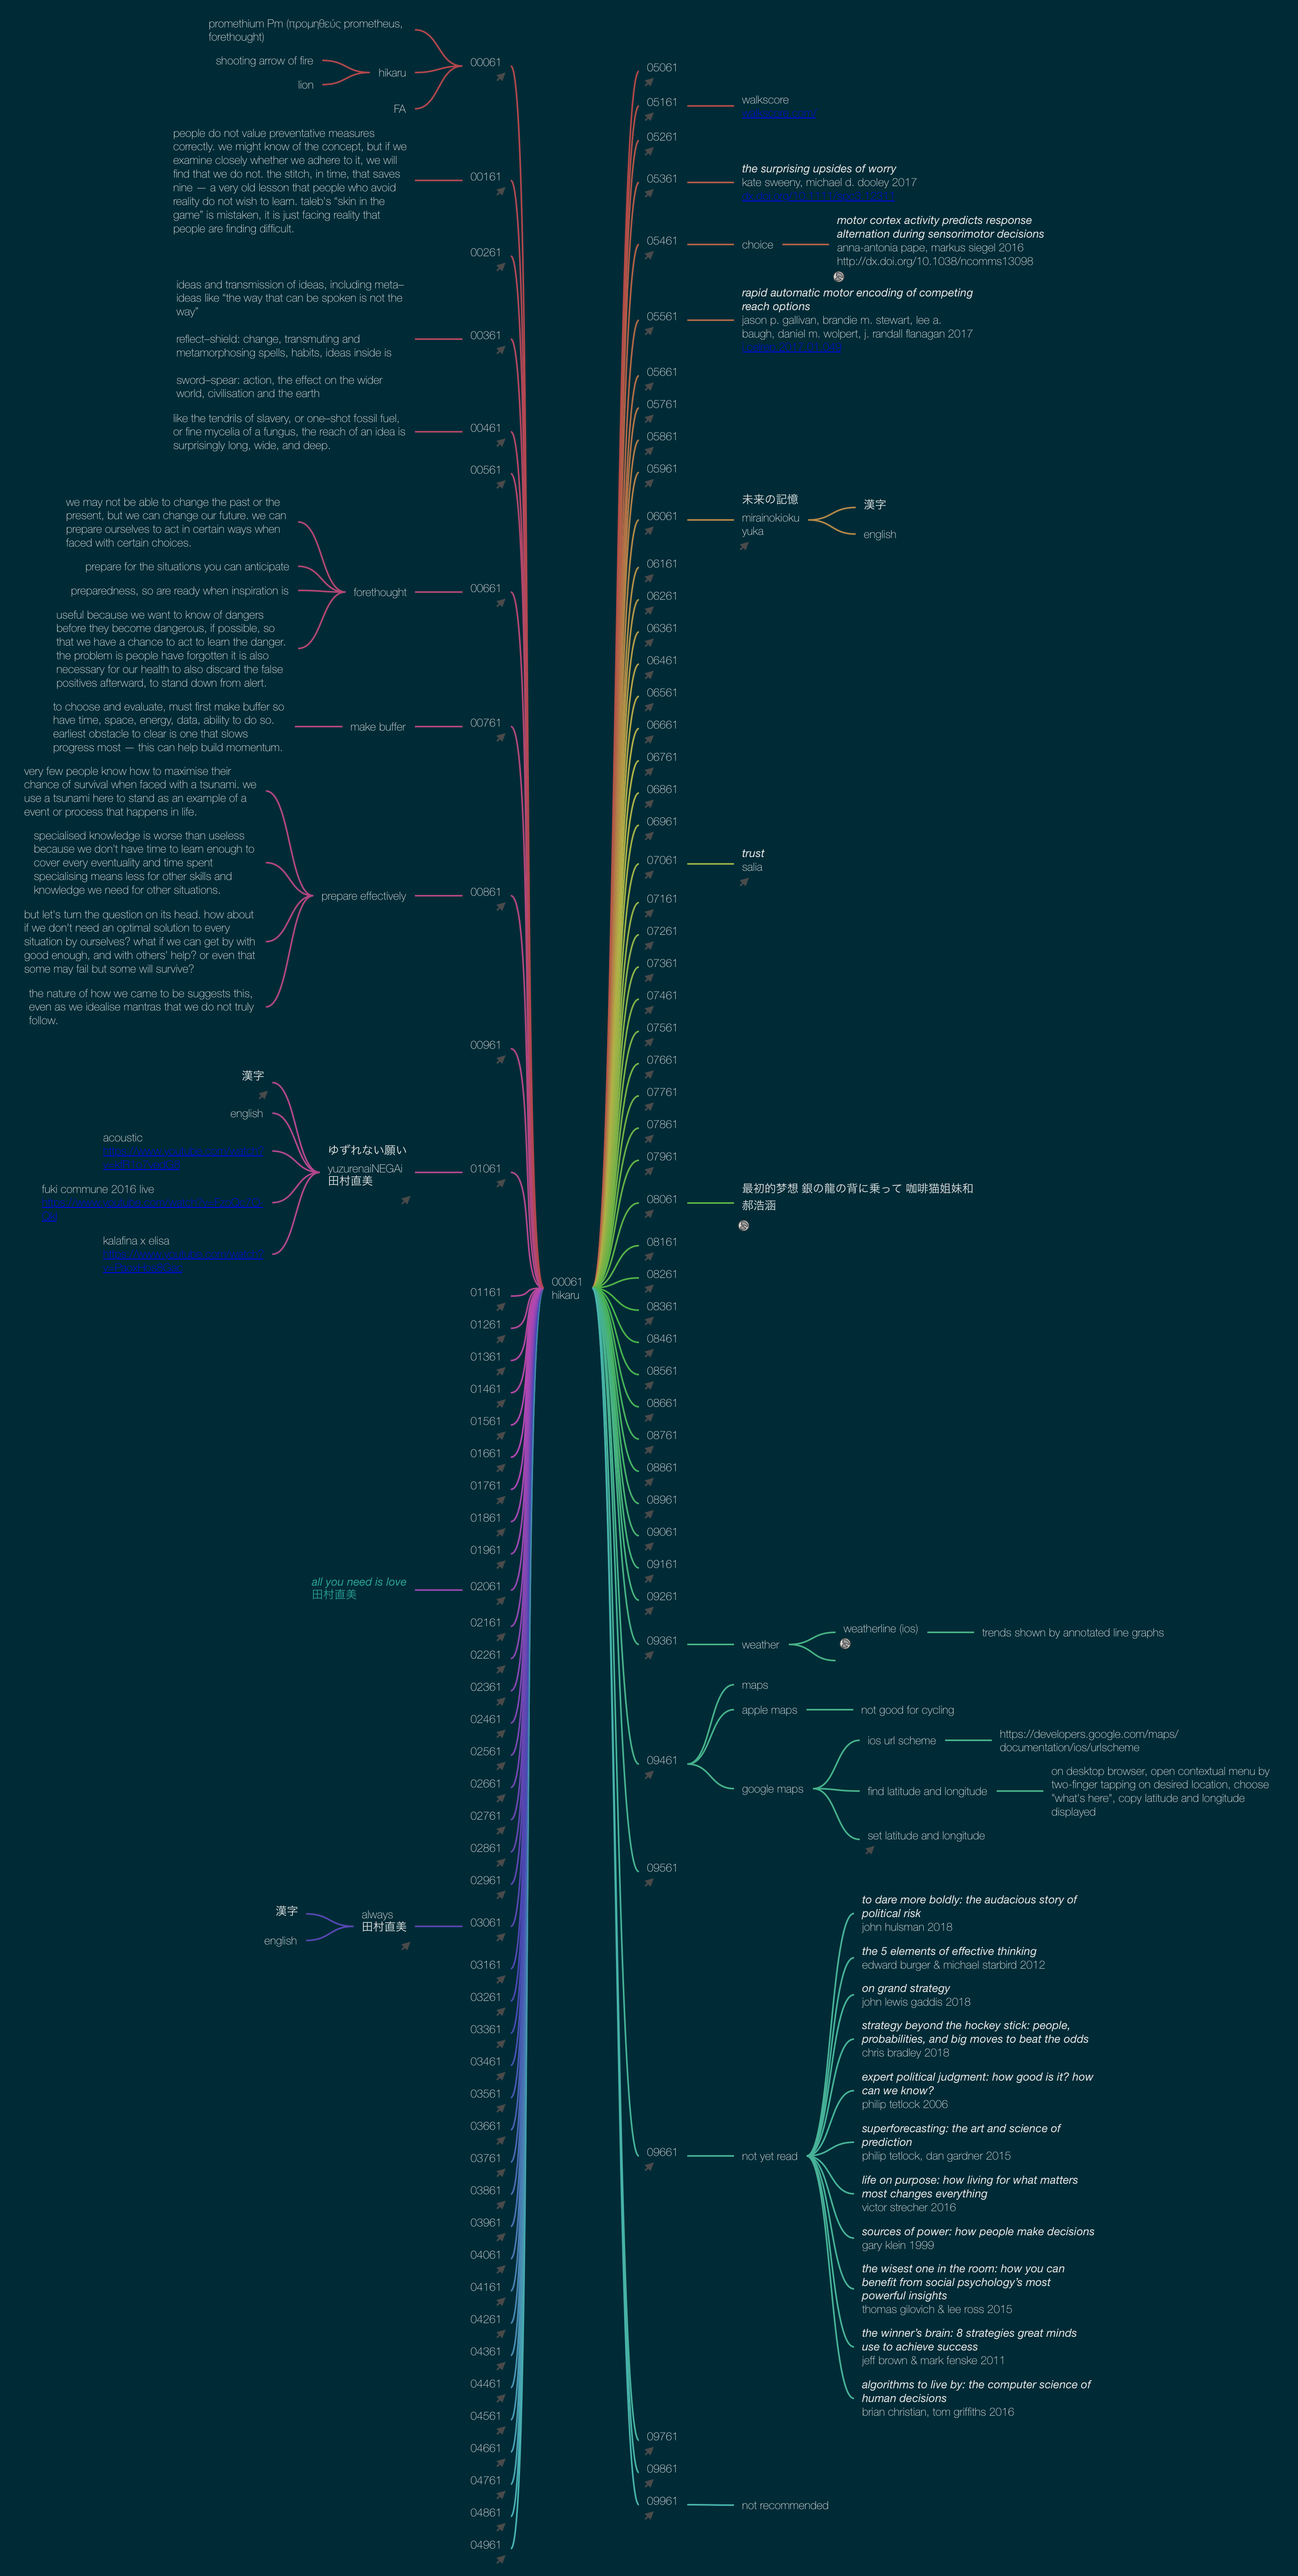 promethium Pm (προμηθεύς prometheus,
forethought)
shooting arrow of fire
lion
hikaru
FA
00061
people do not value preventative measures
correctly. we might know of the concept, but if we
examine closely whether we adhere to it, we will
find that we do not. the stitch, in time, that saves
nine — a very old lesson that people who avoid
reality do not wish to learn. taleb's "skin in the
game" is mistaken, it is just facing reality that
people are finding difficult.
00161
00261
ideas and transmission of ideas, including meta–
ideas like "the way that can be spoken is not the
way"
reflect–shield: change, transmuting and
metamorphosing spells, habits, ideas inside is
sword–spear: action, the effect on the wider
world, civilisation and the earth
00361
like the tendrils of slavery, or one–shot fossil fuel,
or fine mycelia of a fungus, the reach of an idea is
surprisingly long, wide, and deep.
00461
00561
we may not be able to change the past or the
present, but we can change our future. we can
prepare ourselves to act in certain ways when
faced with certain choices.
prepare for the situations you can anticipate
preparedness, so are ready when inspiration is
useful because we want to know of dangers
before they become dangerous, if possible, so
that we have a chance to act to learn the danger.
the problem is people have forgotten it is also
necessary for our health to also discard the false
positives afterward, to stand down from alert.
forethought
00661
to choose and evaluate, must first make buffer so
have time, space, energy, data, ability to do so.
earliest obstacle to clear is one that slows
progress most — this can help build momentum.
make buffer
00761
very few people know how to maximise their
chance of survival when faced with a tsunami. we
use a tsunami here to stand as an example of a
event or process that happens in life.
specialised knowledge is worse than useless
because we don't have time to learn enough to
cover every eventuality and time spent
specialising means less for other skills and
knowledge we need for other situations.
but let's turn the question on its head. how about
if we don't need an optimal solution to every
situation by ourselves? what if we can get by with
good enough, and with others' help? or even that
some may fail but some will survive?
the nature of how we came to be suggests this,
even as we idealise mantras that we do not truly
follow.
prepare effectively
00861
00961
漢字
english
acoustic
fuki commune 2016 live
kalafina x elisa
ゆずれない願い
yuzurenaiNEGAi
田村直美
01061
01161
01261
01361
01461
01561
01661
01761
01861
01961
all you need is love
田村直美
02061
02161
02261
02361
02461
02561
02661
02761
02861
02961
漢字
english
always
田村直美
03061
03161
03261
03361
03461
03561
03661
03761
03861
03961
04061
04161
04261
04361
04461
04561
04661
04761
04861
04961
00061
hikaru
05061
05161
walkscore
05261
05361
the surprising upsides of worry
kate sweeny, michael d. dooley 2017
05461
choice
motor cortex activity predicts response
alternation during sensorimotor decisions
anna-antonia pape, markus siegel 2016
http://dx.doi.org/10.1038/ncomms13098
05561
rapid automatic motor encoding of competing
reach options
jason p. gallivan, brandie m. stewart, lee a.
baugh, daniel m. wolpert, j. randall flanagan 2017
05661
05761
05861
05961
06061
未来の記憶
mirainokioku
yuka
漢字
english
06161
06261
06361
06461
06561
06661
06761
06861
06961
07061
trust
salia
07161
07261
07361
07461
07561
07661
07761
07861
07961
08061
最初的梦想 銀の龍の背に乗って 咖啡猫姐妹和
郝浩涵
08161
08261
08361
08461
08561
08661
08761
08861
08961
09061
09161
09261
09361
weather
weatherline (ios)
trends shown by annotated line graphs
09461
maps
apple maps
not good for cycling
google maps
ios url scheme
https://developers.google.com/maps/
documentation/ios/urlscheme
find latitude and longitude
on desktop browser, open contextual menu by
two-finger tapping on desired location, choose
"what's here", copy latitude and longitude
displayed
set latitude and longitude
09561
09661
not yet read
to dare more boldly: the audacious story of
political risk
john hulsman 2018
the 5 elements of effective thinking
edward burger & michael starbird 2012
on grand strategy
john lewis gaddis 2018
strategy beyond the hockey stick: people,
probabilities, and big moves to beat the odds
chris bradley 2018
expert political judgment: how good is it? how
can we know?
philip tetlock 2006
superforecasting: the art and science of
prediction
philip tetlock, dan gardner 2015
life on purpose: how living for what matters
most changes everything
victor strecher 2016
sources of power: how people make decisions
gary klein 1999
the wisest one in the room: how you can
benefit from social psychology's most
powerful insights
thomas gilovich & lee ross 2015
the winner's brain: 8 strategies great minds
use to achieve success
jeff brown & mark fenske 2011
algorithms to live by: the computer science of
human decisions
brian christian, tom griffiths 2016
09761
09861
09961
not recommended